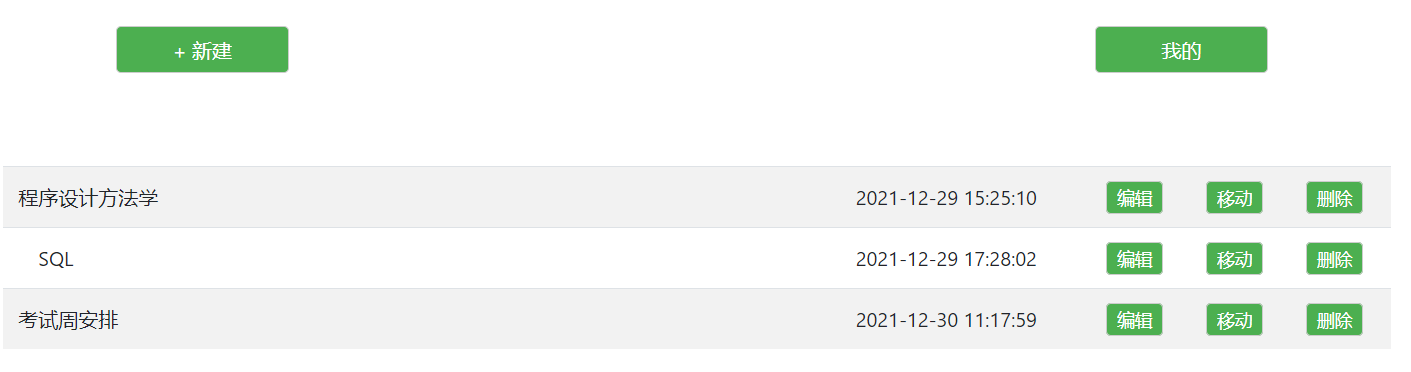 + 新建 我的
程序设计方法学 2021-12-29 15:25:10 编辑 移动 删除
SQL 2021-12-29 17:28:02 编辑 移动 删除
考试周安排 2021-12-30 11:17:59 编辑 移动 删除